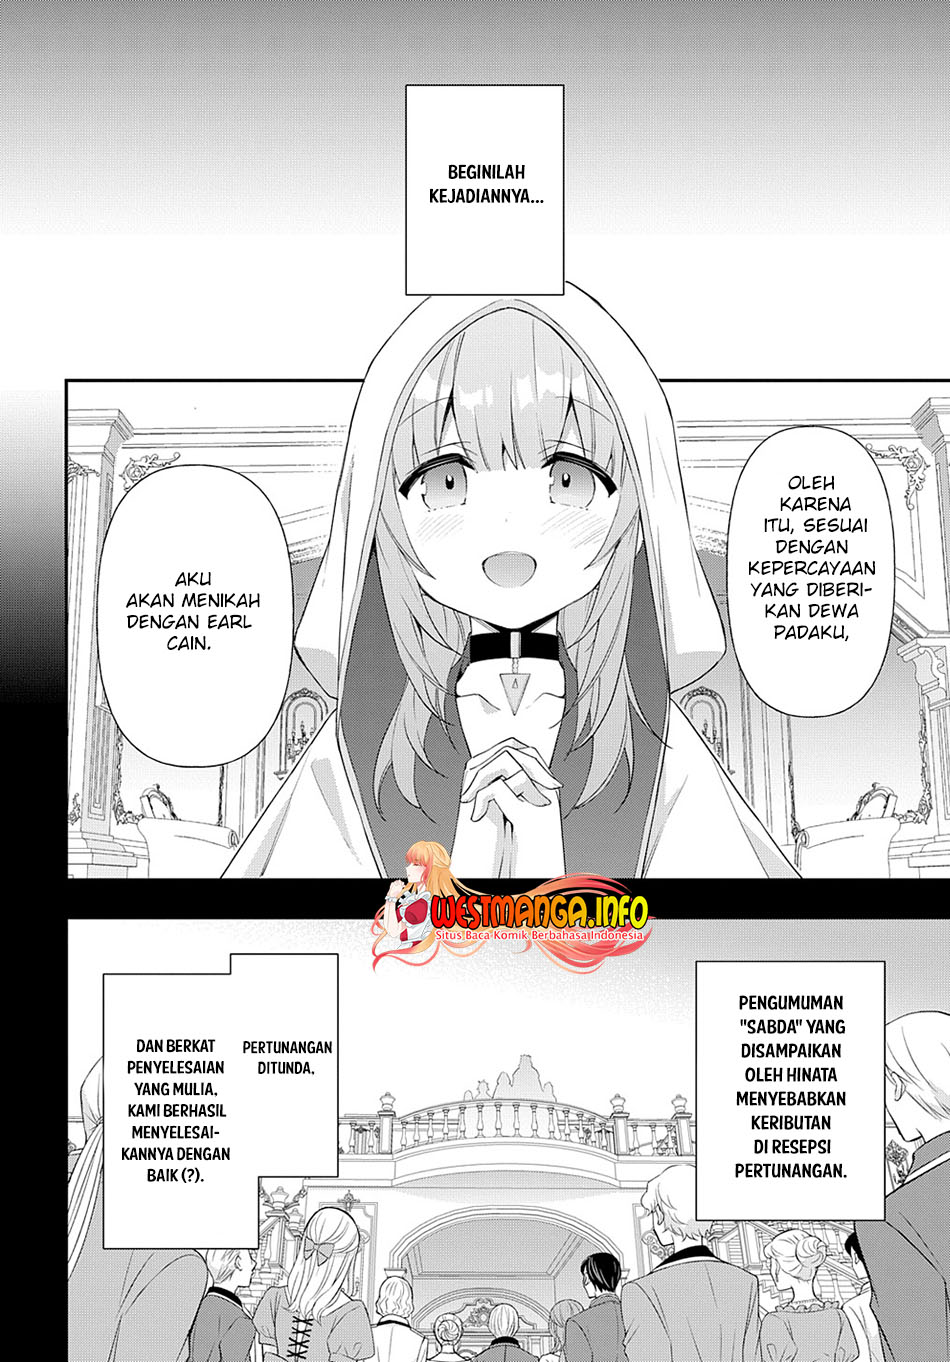 BEGINILAH
KEJADIANNYA...
OLEH
KARENA
ITU, SESUAI
DENGAN
KEPERCAYAAN
YANG DIBERI-
KAN DEWA
PADAKU,
AKU
AKAN MENIKAH
DENGAN EARL
CAIN.
WESTMANGA.INFO
Situs Baca Komik Berbahasa Indonesia
PENGUMUMAN
"SABDA" YANG
DISAMPAIKAN
OLEH HINATA
MENYEBABKAN
KERIBUTAN
DI RESEPSI
PERTUNANGAN.
PERTUNANGAN
DITUNDA.
DAN BERKAT
PENYELESAIAN
YANG MULIA,
KAMI BERHASIL
MENYELESAI-
KANNYA DENGAN
BAIK (?).